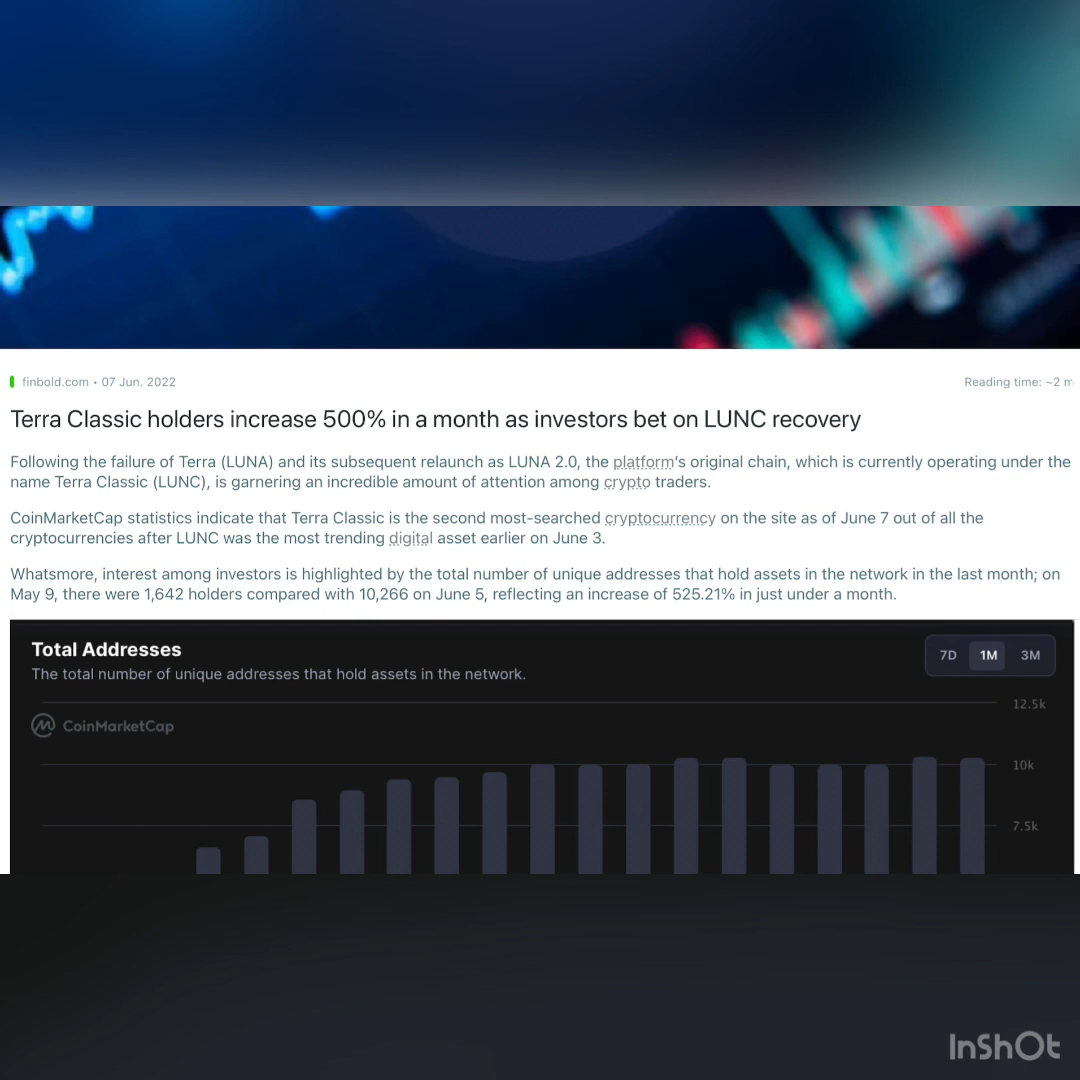 finbold.com • 07 Jun. 2022
Reading time: ~2 m
Terra Classic holders increase 500% in a month as investors bet on LUNC recovery
Following the failure of Terra (LUNA) and its subsequent relaunch as LUNA 2.0, the platform's original chain, which is currently operating under the
name Terra Classic (LUNC), is garnering an incredible amount of attention among crypto traders.
CoinMarketCap statistics indicate that Terra Classic is the second most-searched cryptocurrency on the site as of June 7 out of all the
cryptocurrencies after LUNC was the most trending digital asset earlier on June 3.
Whatsmore, interest among investors is highlighted by the total number of unique addresses that hold assets in the network in the last month; on
May 9, there were 1,642 holders compared with 10,266 on June 5, reflecting an increase of 525.21% in just under a month.
Total Addresses
7D 1M 3M
The total number of unique addresses that hold assets in the network.
12.5k
CoinMarketCap
10k
7.5k
InShOt